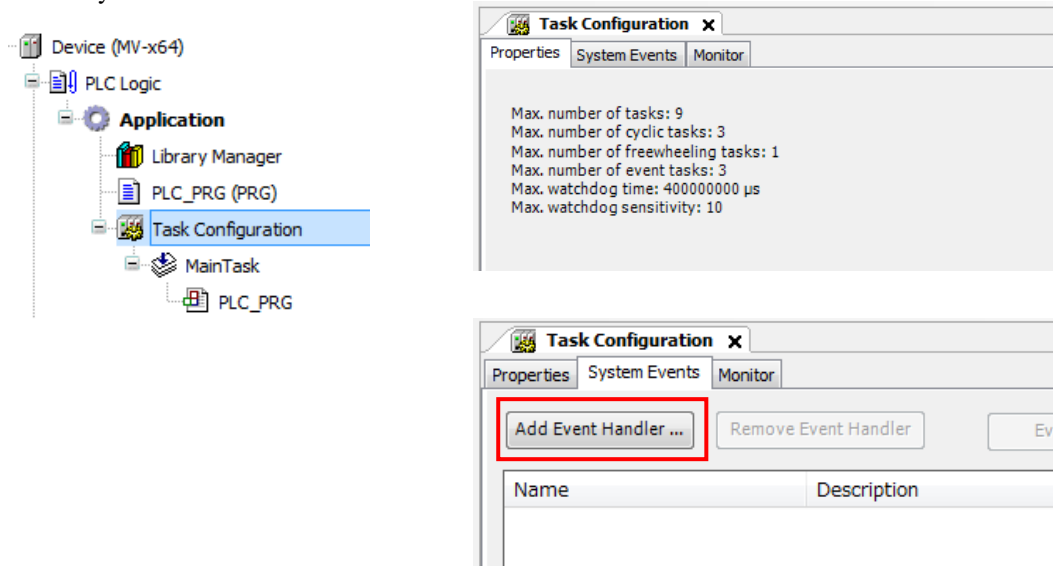 Device (MV-x64)
PLC Logic
Application
Library Manager
PLC_PRG (PRG)
Task Configuration
MainTask
PLC_PRG
Task Configuration x
Properties System Events Monitor
Max. number of tasks: 9
Max. number of cyclic tasks: 3
Max. number of freewheeling tasks: 1
Max. number of event tasks: 3
Max. watchdog time: 400000000 µs
Max. watchdog sensitivity: 10
Task Configuration x
Properties System Events Monitor
Add Event Handler ... Remove Event Handler Ev
Name Description